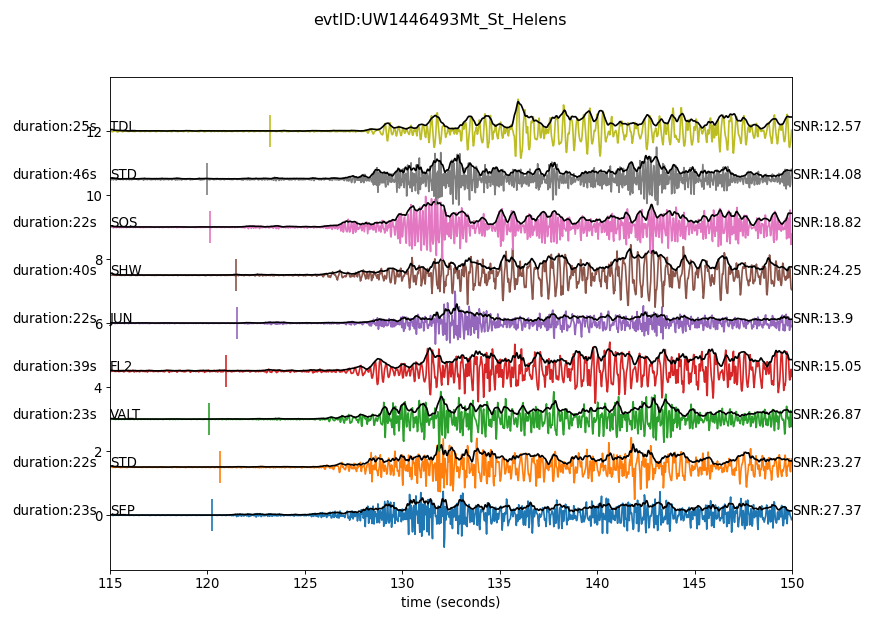 evtID:UW1446493Mt_St_Helens
duration:25s TDL SNR:12.57
12
duration:46s STD SNR:14.08
10
duration:22s SOS SNR:18.82
8
duration:40s SHW SNR:24.25
duration:22s JUN SNR:13.9
6
duration:39s FL2 SNR:15.05
4
duration:23s VALT SNR:26.87
2
duration:22s STD SNR:23.27
duration:23s SEP SNR:27.37
0
115 120 125 130 135 140 145 150
time (seconds)